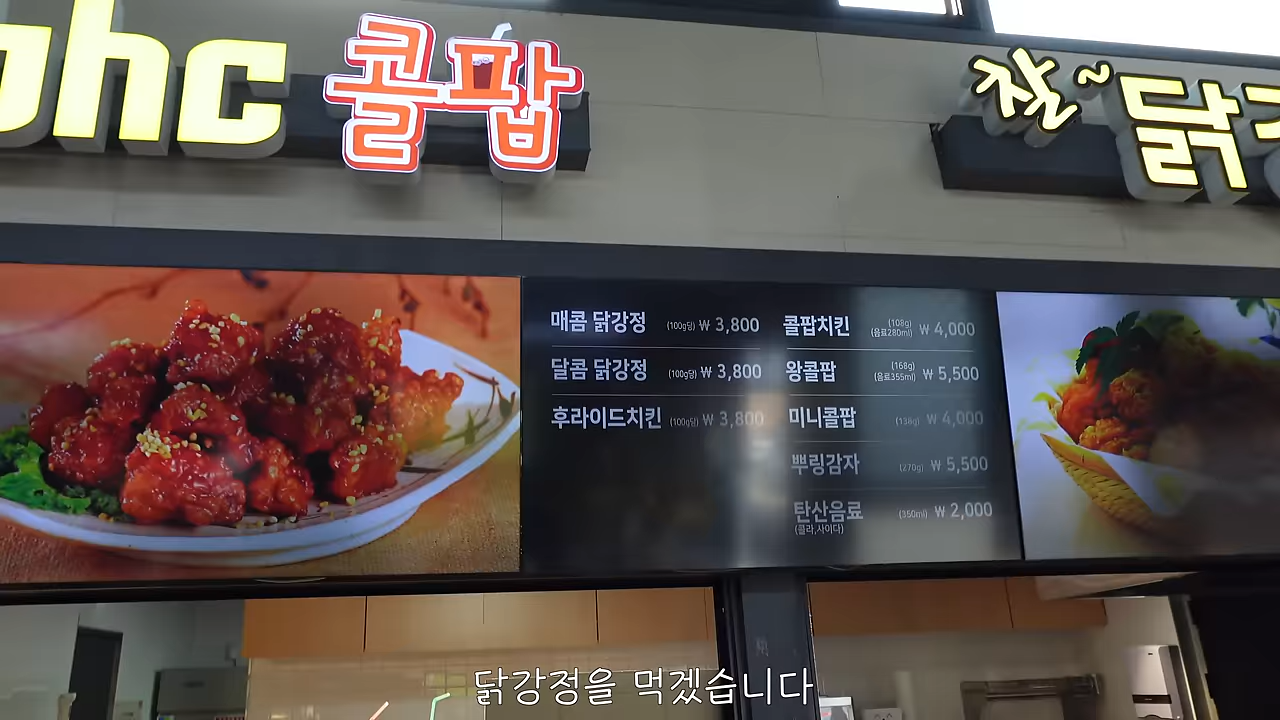 hc 콜팝
잘~닭
매콤 닭강정 (100g당) ₩ 3,800
달콤 닭강정 (100g당) ₩ 3,800
후라이드치킨 (100g당) ₩ 3,800
콜팝치킨 (108g) (음료280ml) ₩ 4,000
왕콜팝 (168g) (음료355ml) ₩ 5,500
미니콜팝 (138g) ₩ 4,000
뿌링감자 (270g) ₩ 5,500
탄산음료 (350ml) ₩ 2,000
(콜라,사이다)
닭강정을 먹겠습니다